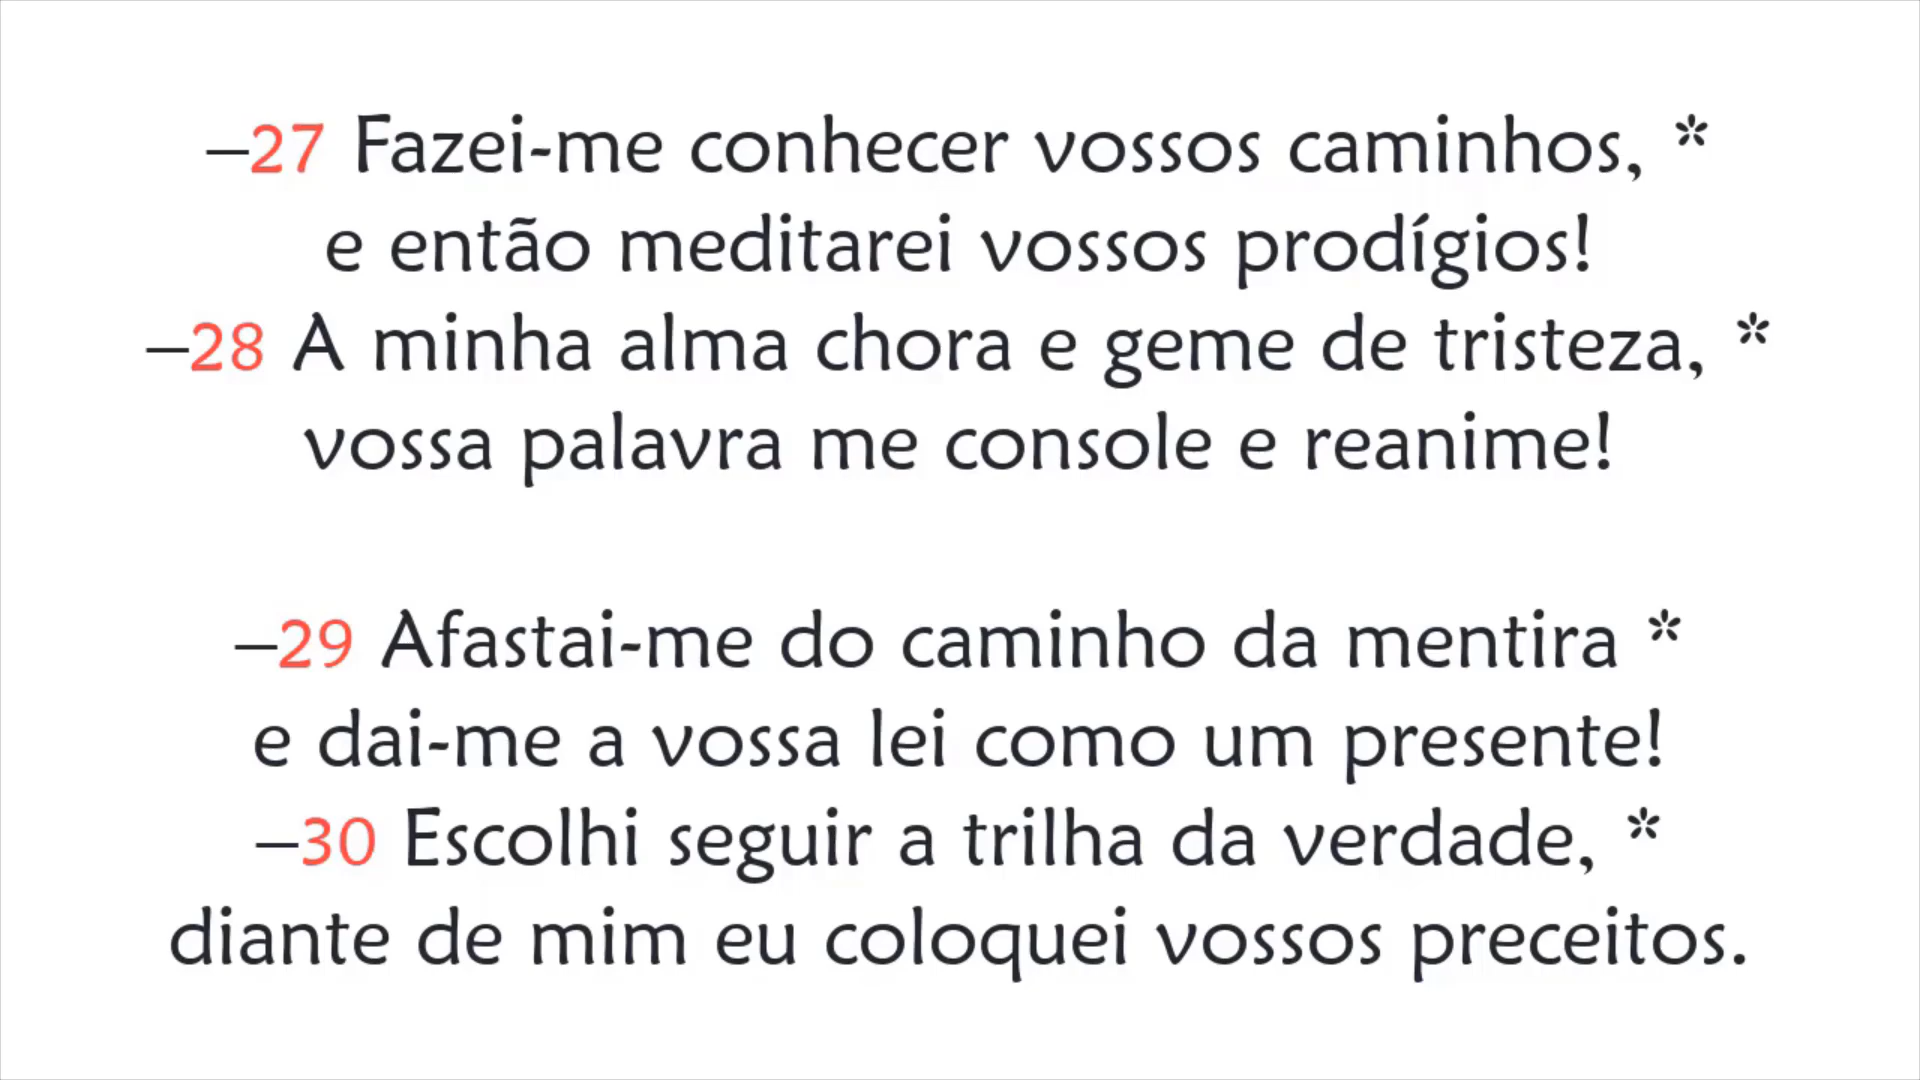 –27 Fazei-me conhecer vossos caminhos, *
e então meditarei vossos prodígios!
–28 A minha alma chora e geme de tristeza, *
vossa palavra me console e reanime!
–29 Afastai-me do caminho da mentira *
e dai-me a vossa lei como um presente!
–30 Escolhi seguir a trilha da verdade, *
diante de mim eu coloquei vossos preceitos.